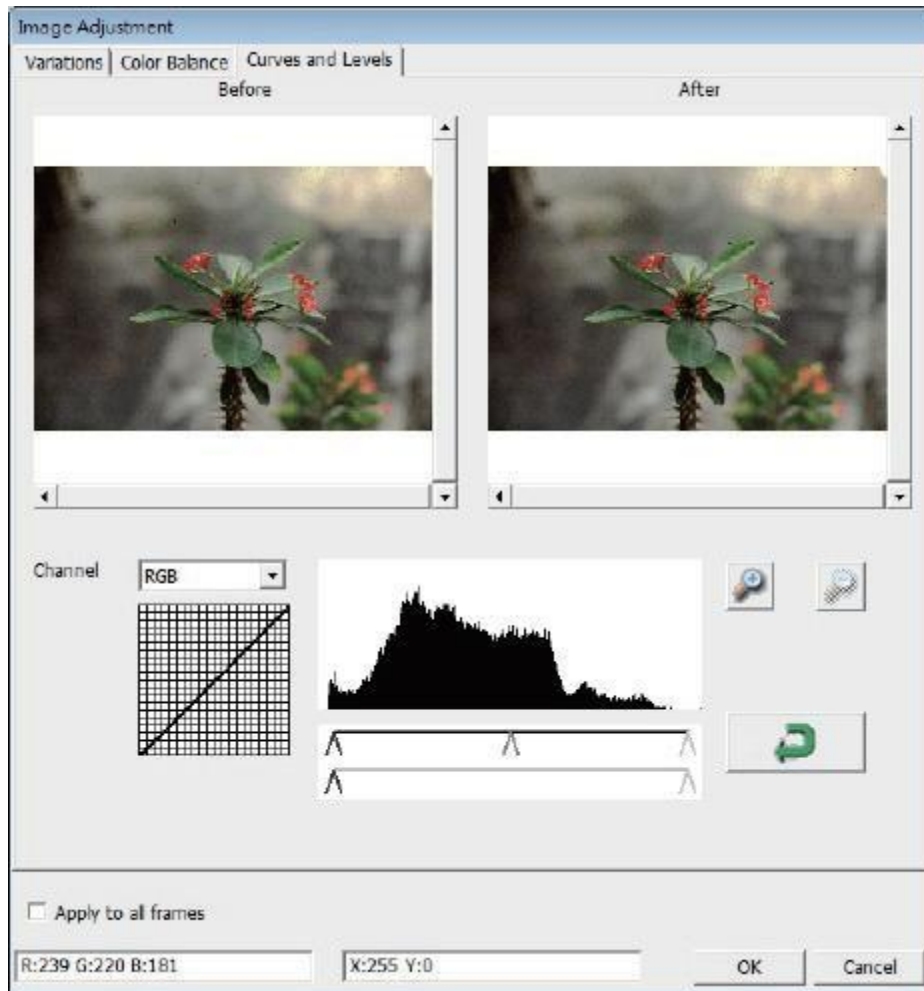 Image Adjustment
Variations Color Balance Curves and Levels
Before After
Channel RGB
Apply to all frames
R:239 G:220 B:181 X:255 Y:0 OK Cancel